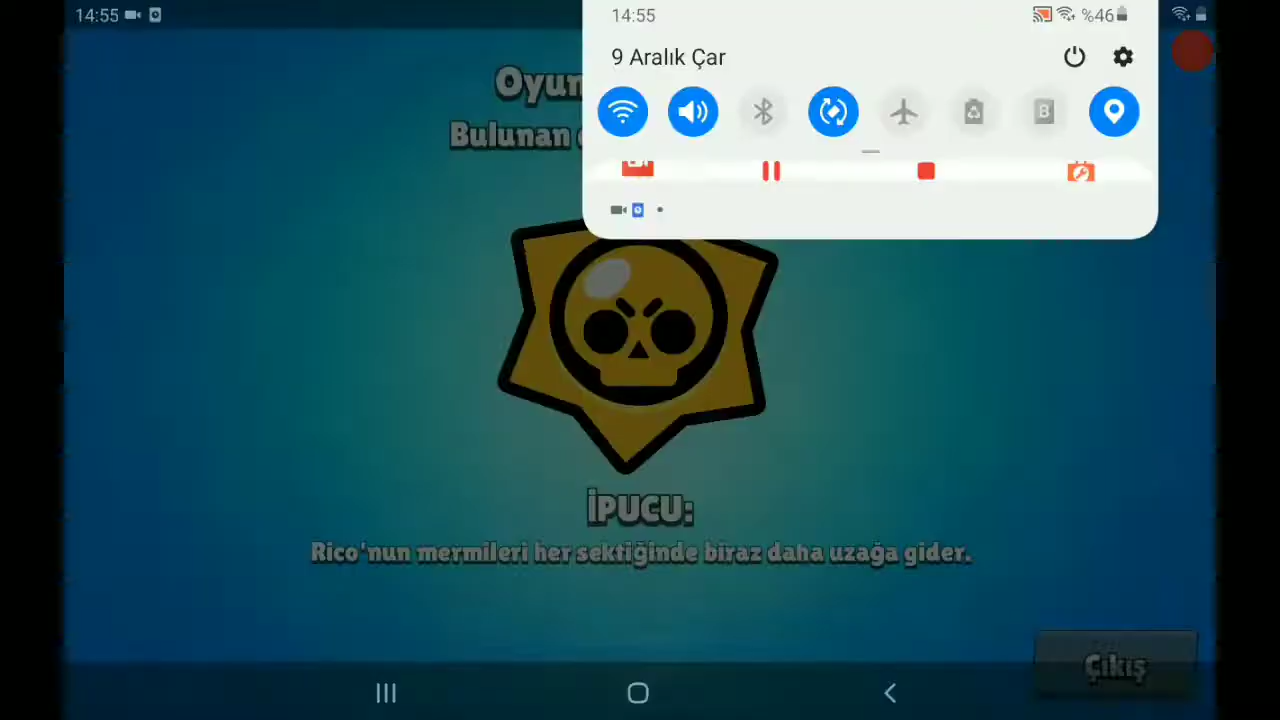 14:55
14:55
%46
9 Aralık Çar
B
Bulunan
İPUCU:
Rico'nun mermileri her sektiğinde biraz daha uzağa gider.
Çıkış